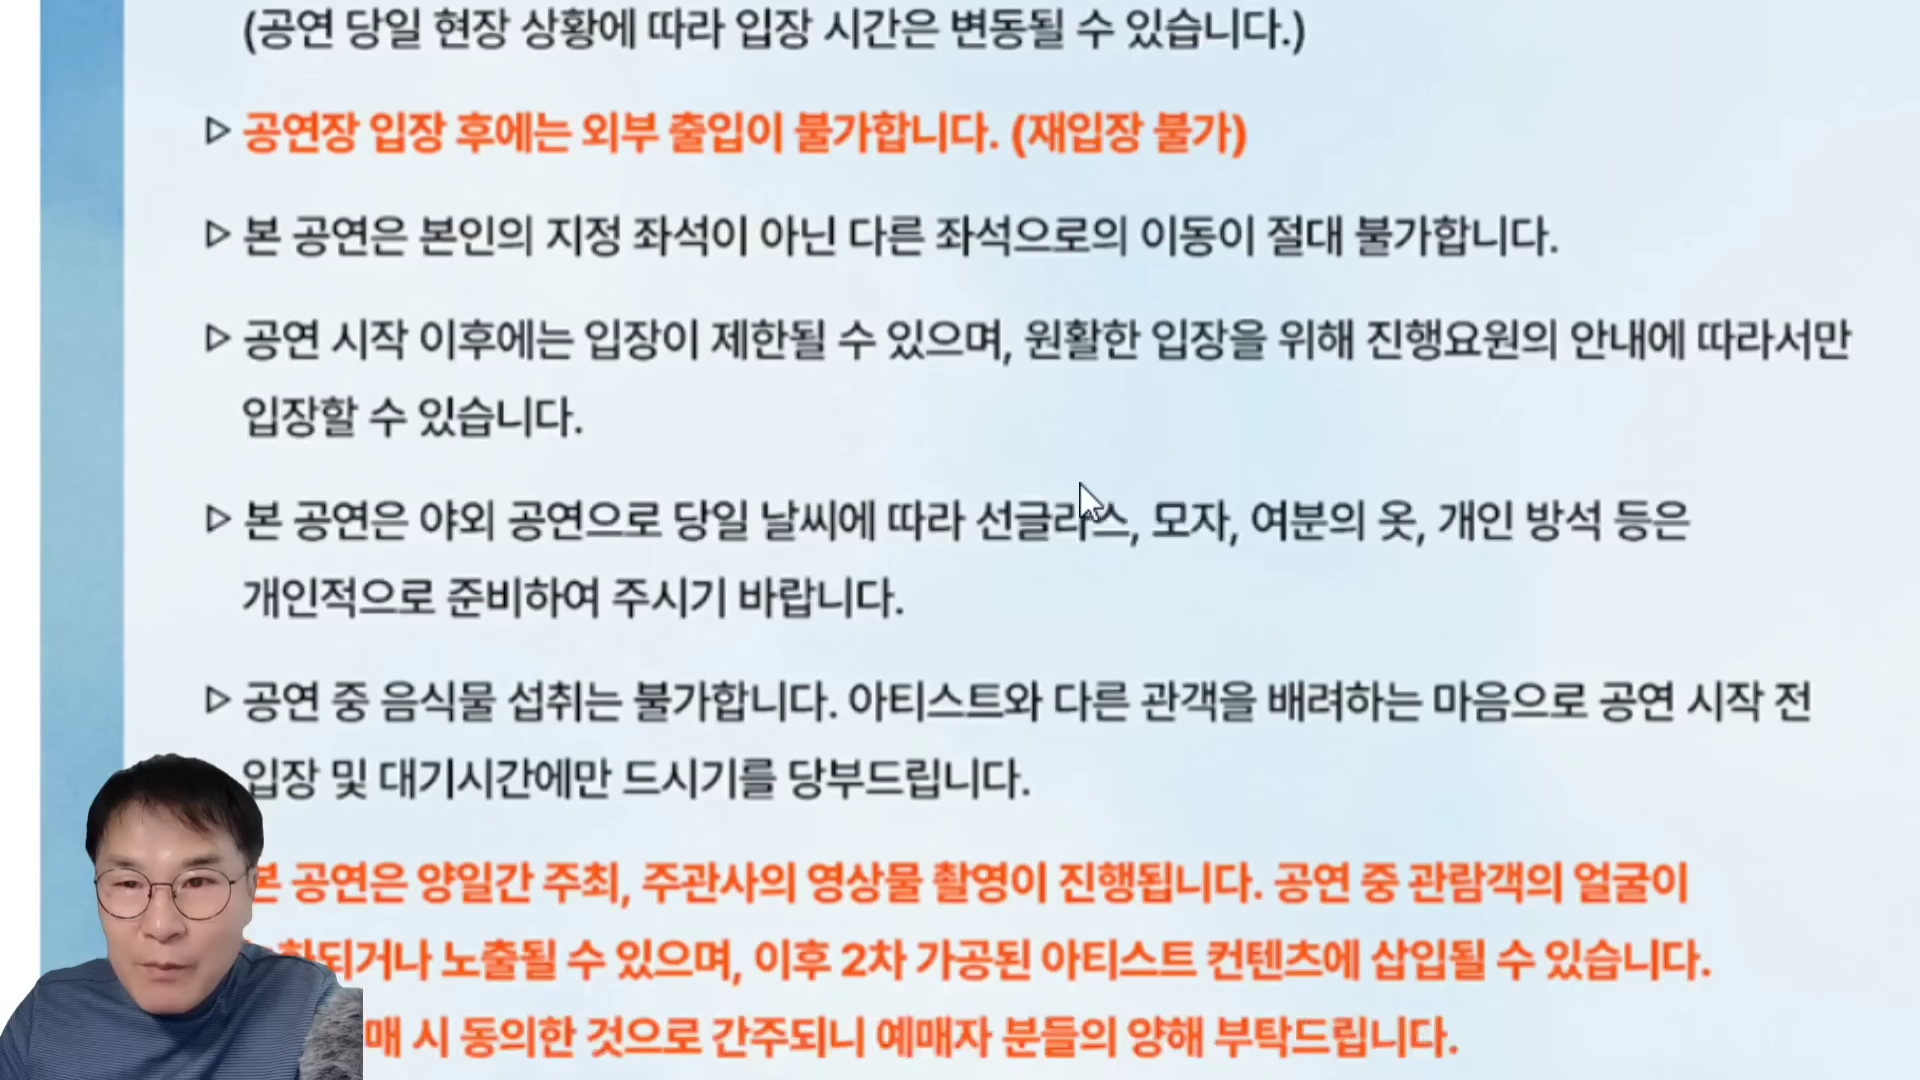 (공연 당일 현장 상황에 따라 입장 시간은 변동될 수 있습니다.)
▷ 공연장 입장 후에는 외부 출입이 불가합니다. (재입장 불가)
▷ 본 공연은 본인의 지정 좌석이 아닌 다른 좌석으로의 이동이 절대 불가합니다.
▷ 공연 시작 이후에는 입장이 제한될 수 있으며, 원활한 입장을 위해 진행요원의 안내에 따라서만
입장할 수 있습니다.
▷ 본 공연은 야외 공연으로 당일 날씨에 따라 선글라스, 모자, 여분의 옷, 개인 방석 등은
개인적으로 준비하여 주시기 바랍니다.
▷ 공연 중 음식물 섭취는 불가합니다. 아티스트와 다른 관객을 배려하는 마음으로 공연 시작 전
입장 및 대기시간에만 드시기를 당부드립니다.
본 공연은 양일간 주최, 주관사의 영상물 촬영이 진행됩니다. 공연 중 관람객의 얼굴이
노출될 수 있으며, 이후 2차 가공된 아티스트 컨텐츠에 삽입될 수 있습니다.
시 동의한 것으로 간주되니 예매자 분들의 양해 부탁드립니다.